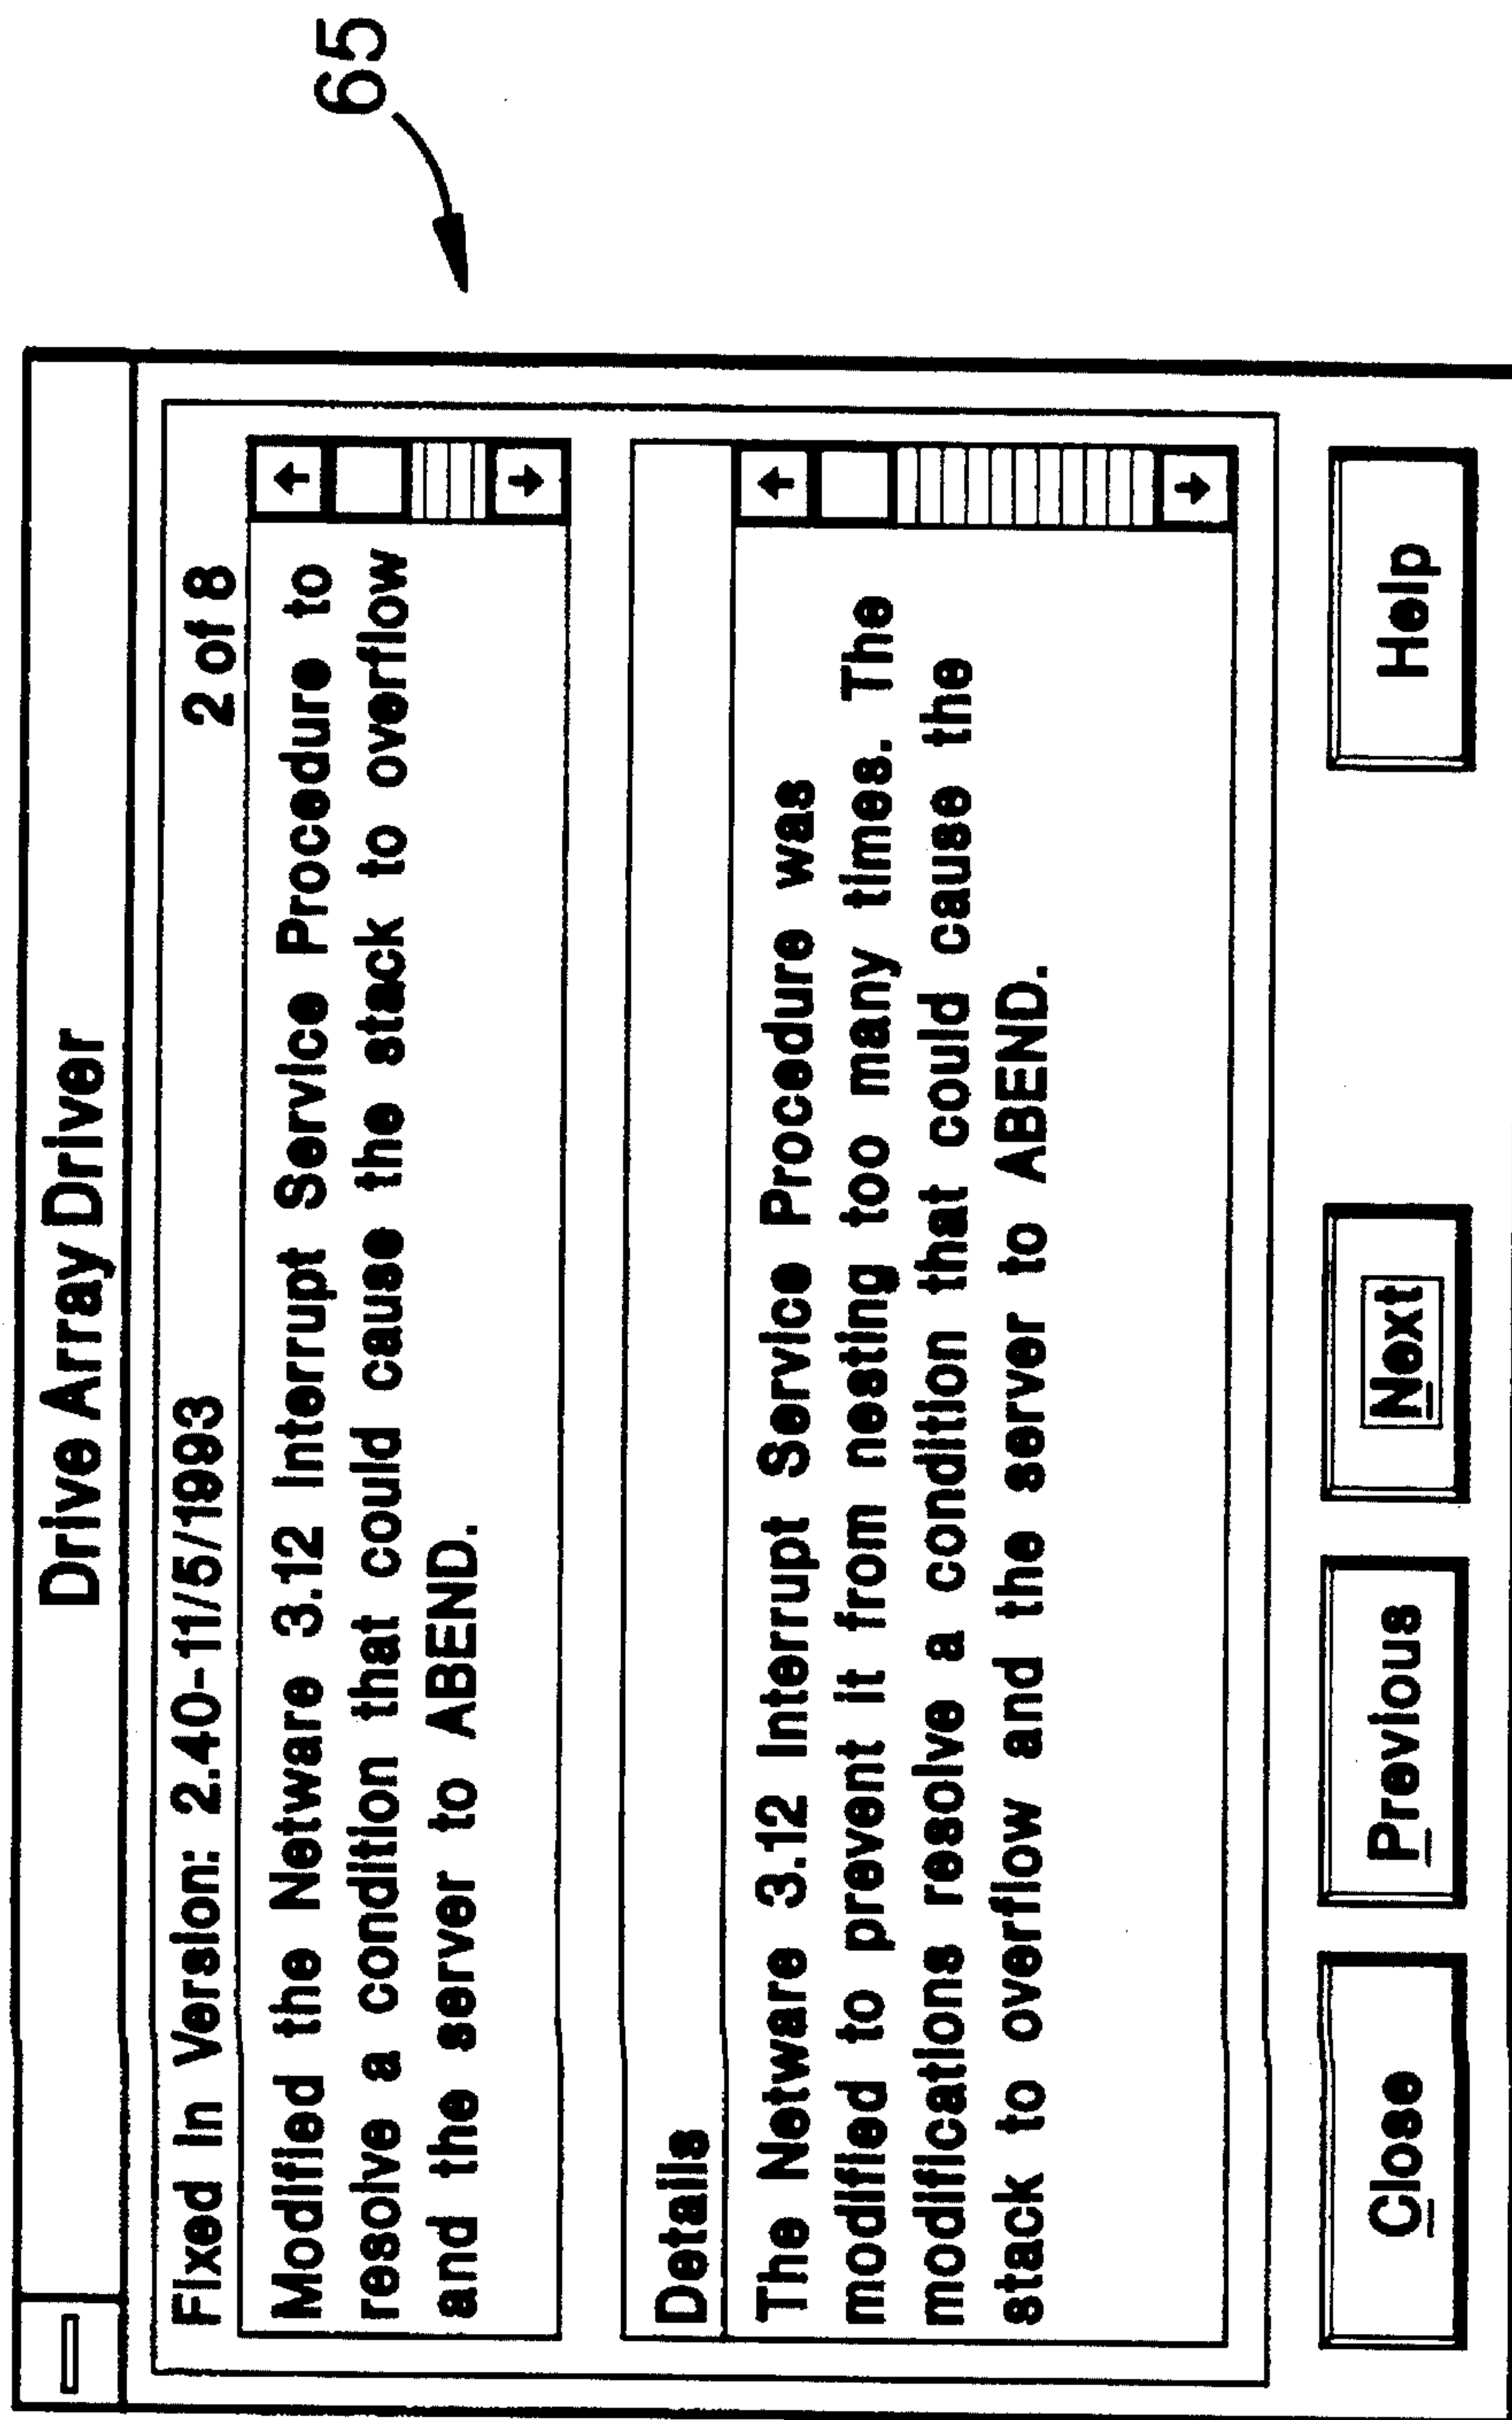 65
Drive Array Driver
Fixed In Version: 2.40-11/5/1993 2 of 8
Modified the Netware 3.12 Interrupt Service Procedure to
resolve a condition that could cause the stack to overflow
and the server to ABEND.
Details
The Netware 3.12 Interrupt Service Procedure was
modified to prevent it from nesting too many times. The
modifications resolve a condition that could cause the
stack to overflow and the server to ABEND.
Close Previous Next Help